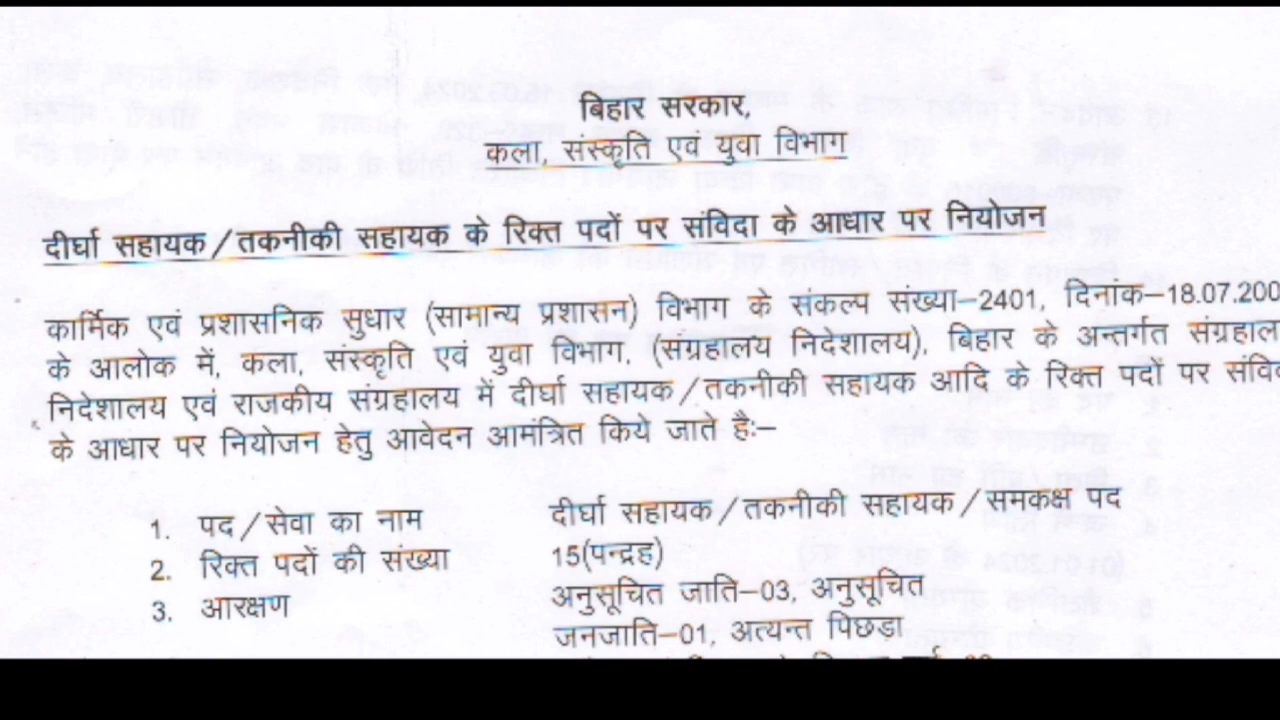 बिहार सरकार,
कला, संस्कृति एवं युवा विभाग
दीर्घा सहायक/तकनीकी सहायक के रिक्त पदों पर संविदा के आधार पर नियोजन
कार्मिक एवं प्रशासनिक सुधार (सामान्य प्रशासन) विभाग के संकल्प संख्या–2401, दिनांक–18.07.200
के आलोक में, कला, संस्कृति एवं युवा विभाग, (संग्रहालय निदेशालय), बिहार के अन्तर्गत संग्रहाल
निदेशालय एवं राजकीय संग्रहालय में दीर्घा सहायक/तकनीकी सहायक आदि के रिक्त पदों पर संविद
के आधार पर नियोजन हेतु आवेदन आमंत्रित किये जाते है:–
1. पद/सेवा का नाम दीर्घा सहायक/तकनीकी सहायक/समकक्ष पद
2. रिक्त पदों की संख्या 15(पन्द्रह)
3. आरक्षण अनुसूचित जाति–03, अनुसूचित
जनजाति–01, अत्यन्त पिछड़ा